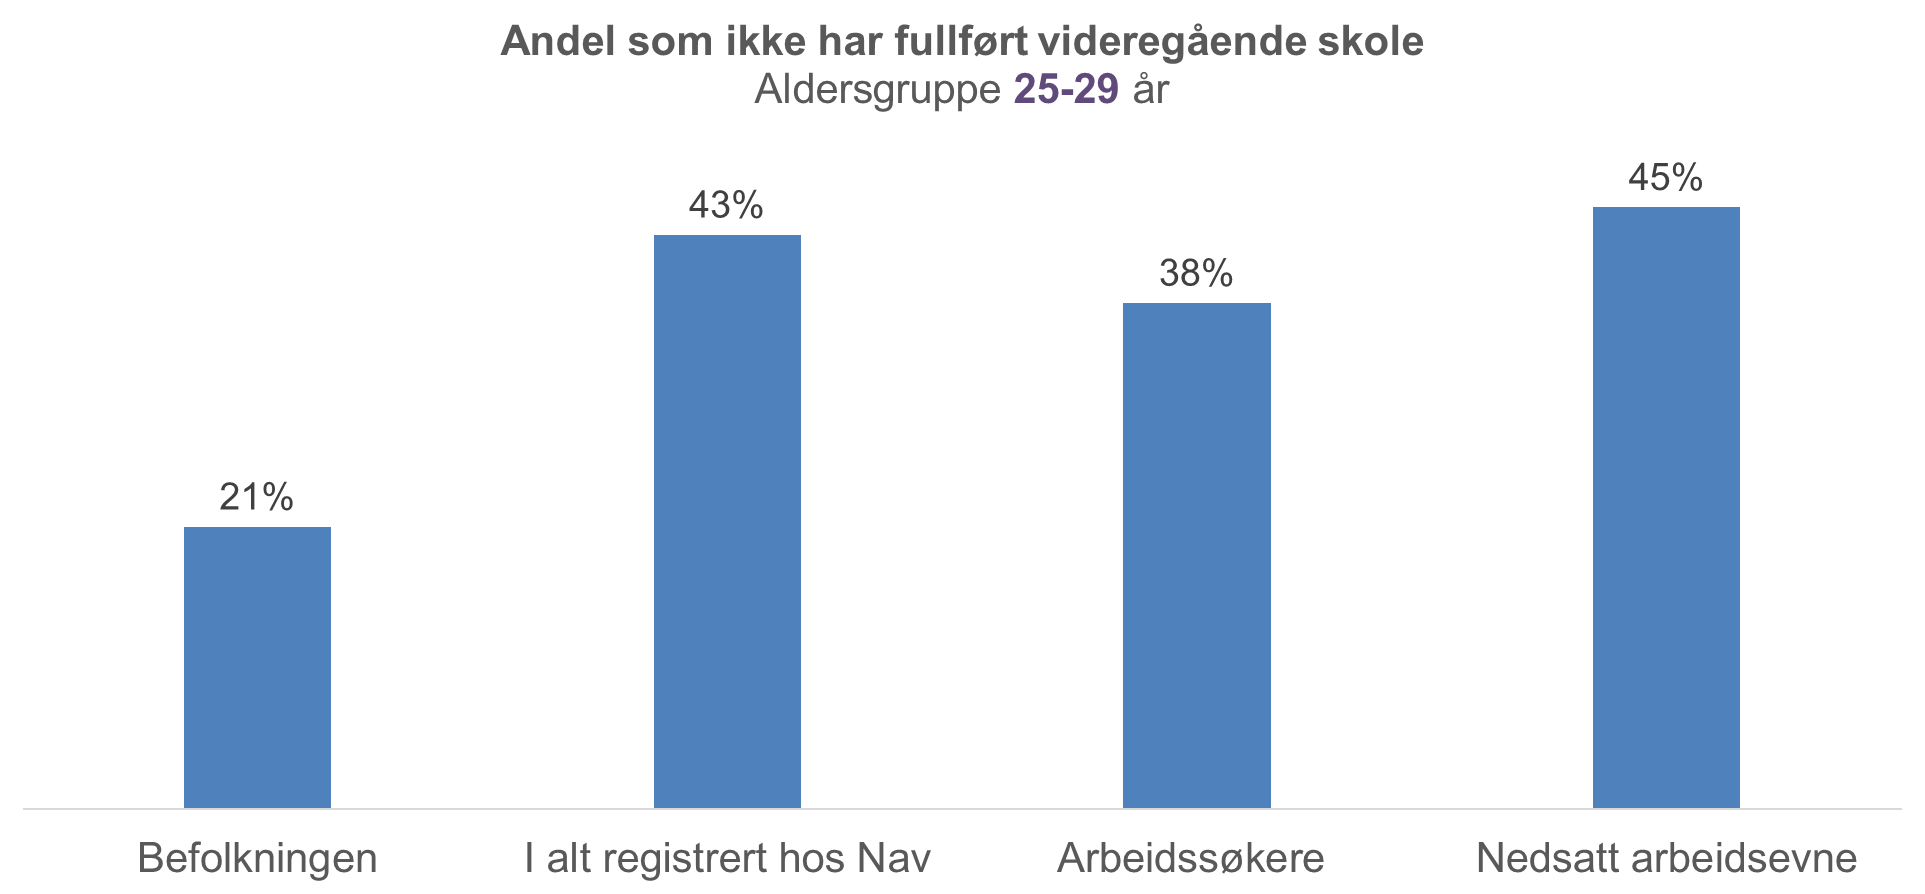 Andel som ikke har fullført videregående skole
Aldersgruppe 25-29 år
21%
43%
38%
45%
Befolkningen
I alt registrert hos Nav
Arbeidssøkere
Nedsatt arbeidsevne